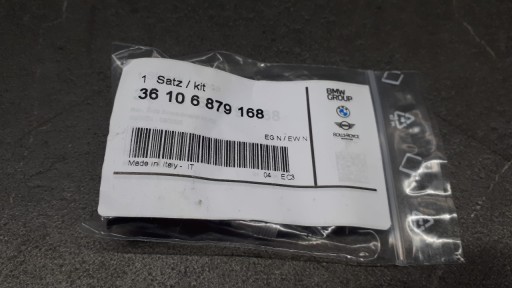 1 Satz / kit
36 10 6 879 168
EG N / EW N
Made in Italy - IT
04
BMW
GROUP